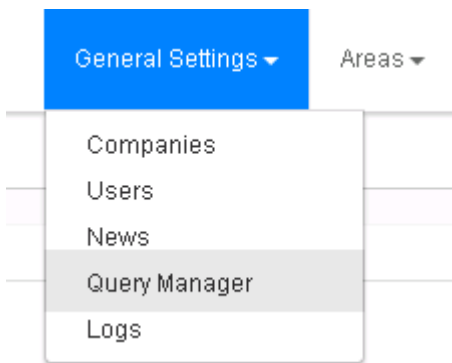 General Settings Areas
Companies
Users
News
Query Manager
Logs